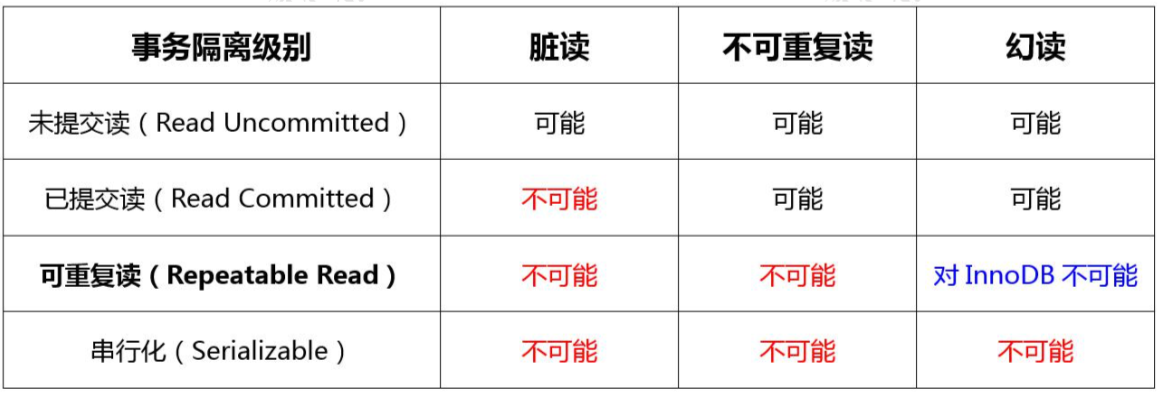 事务隔离级别 脏读 不可重复读 幻读
未提交读（Read Uncommitted） 可能 可能 可能
已提交读（Read Committed） 不可能 可能 可能
可重复读（Repeatable Read） 不可能 不可能 对 InnoDB 不可能
串行化（Serializable） 不可能 不可能 不可能